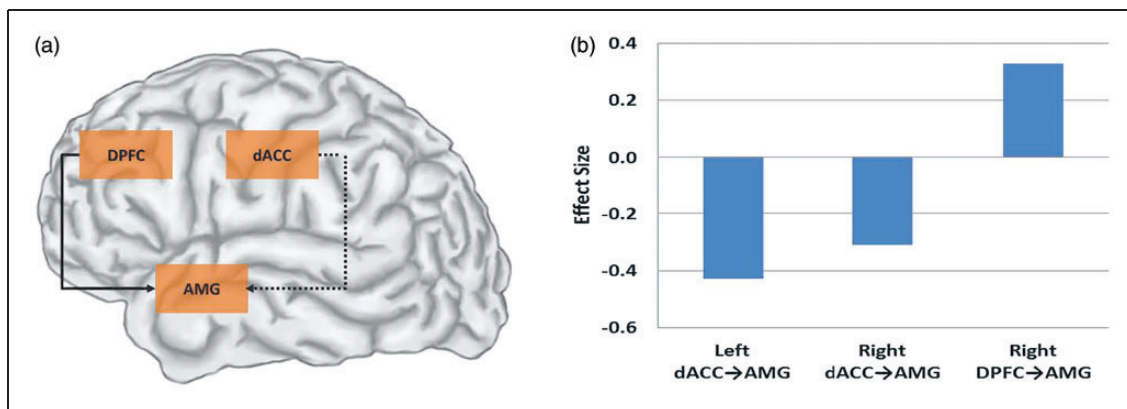 (a)
DPFC
dACC
AMG
(b)
Effect Size
0.4
0.2
0.0
-0.2
-0.4
-0.6
Left
dACC→AMG
Right
dACC→AMG
Right
DPFC→AMG